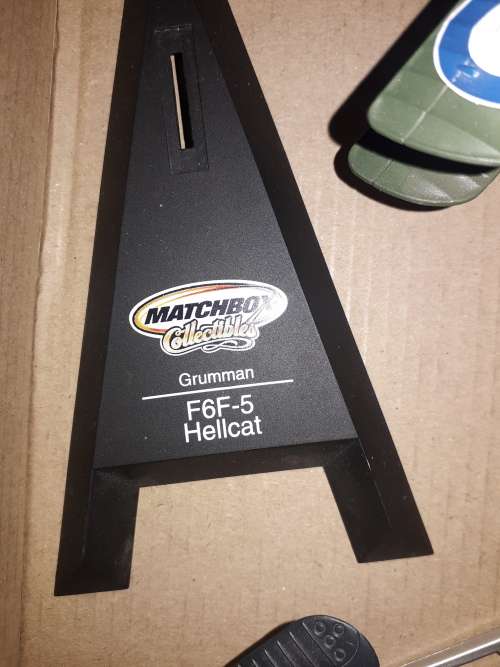 MATCHBOX
Collectibles
Grumman
F6F-5
Hellcat